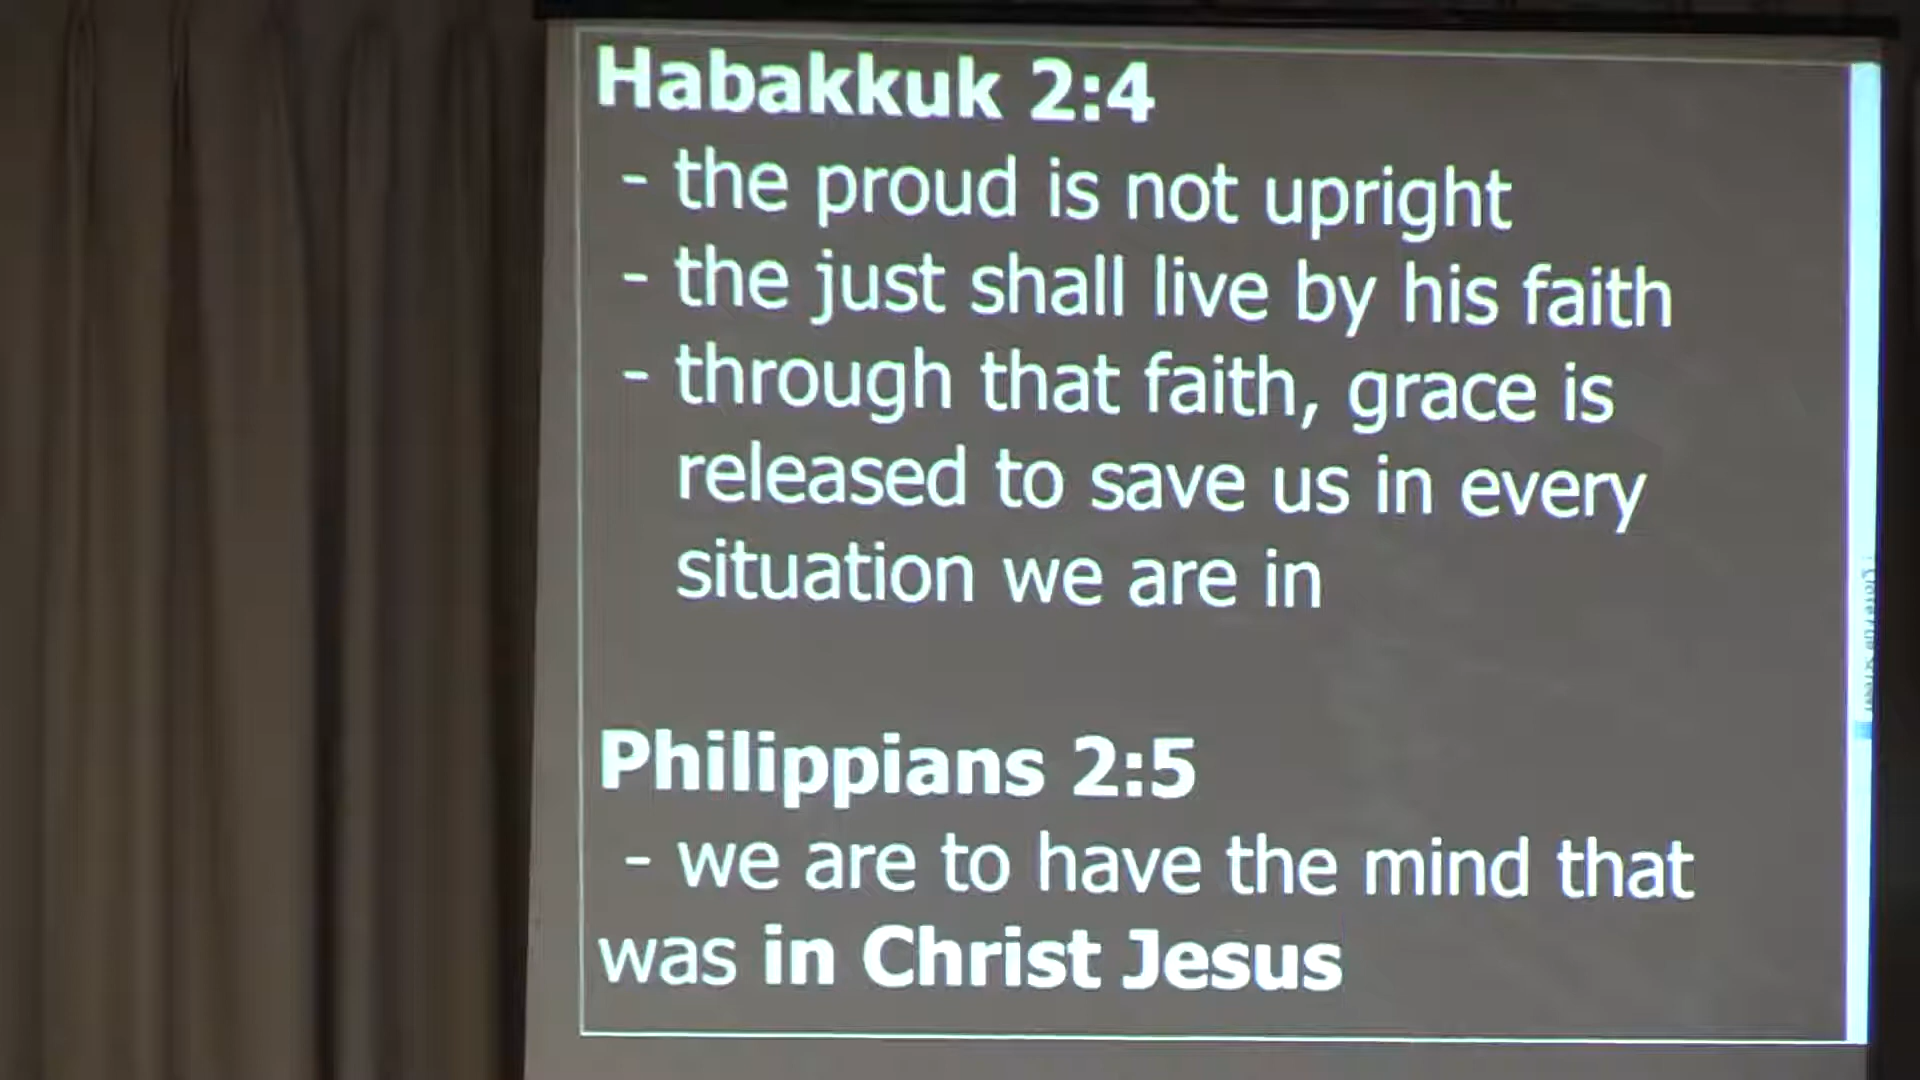 Habakkuk 2:4
- the proud is not upright
- the just shall live by his faith
- through that faith, grace is
released to save us in every
situation we are in
Philippians 2:5
- we are to have the mind that
was in Christ Jesus